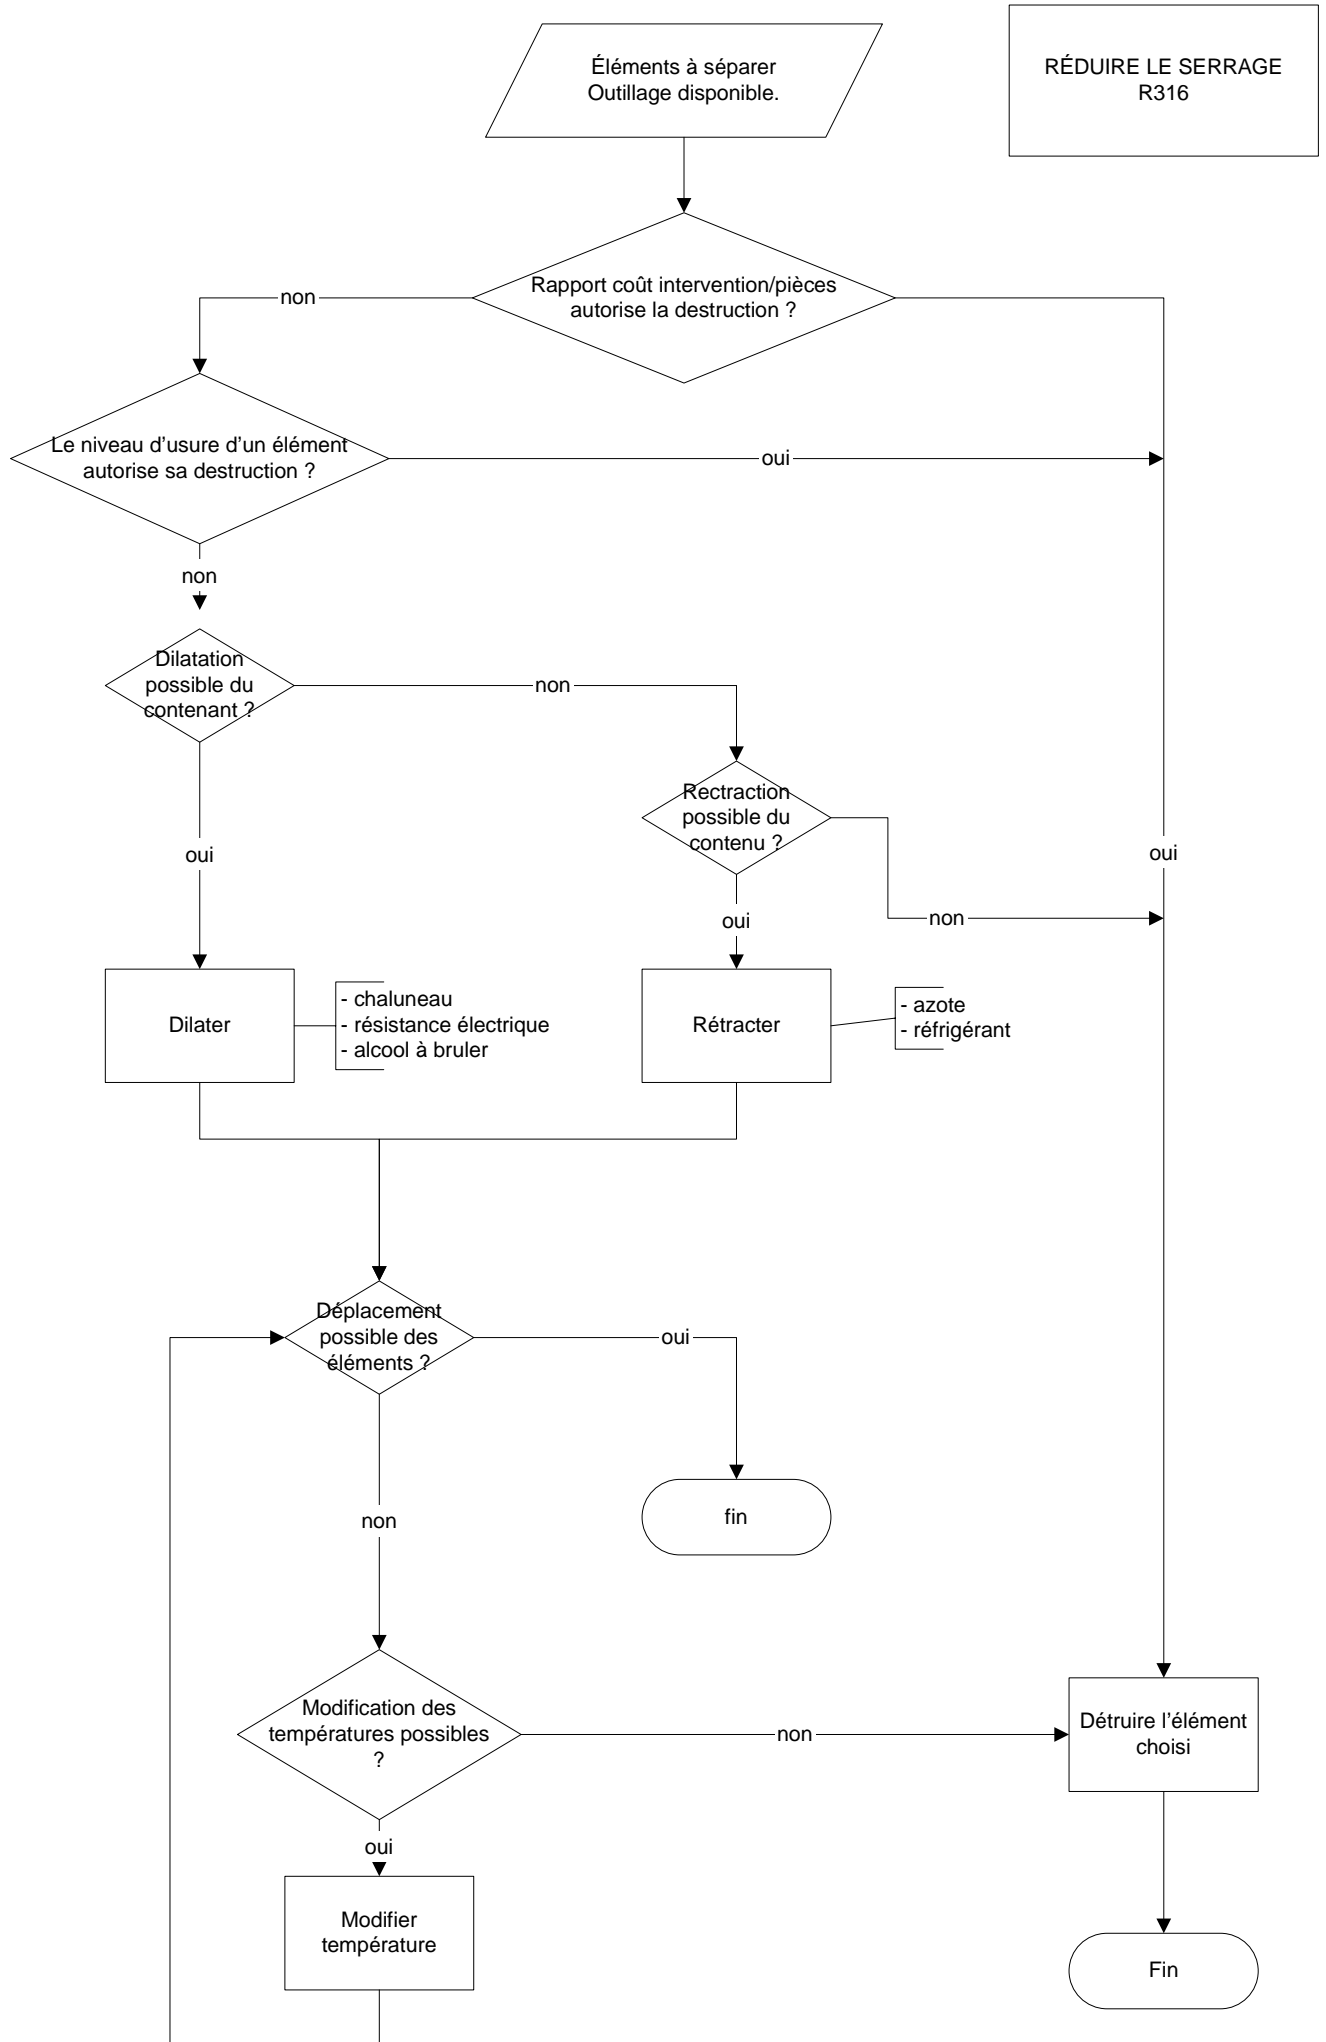 Éléments à séparer
Outillage disponible.
RÉDUIRE LE SERRAGE
R316
Rapport coût intervention/pièces
autorise la destruction ?
non
Le niveau d'usure d'un élément
autorise sa destruction ?
oui
non
Dilatation
possible du
contenant ?
non
Rectraction
possible du
contenu ?
oui
oui
oui
non
Dilater
- chaluneau
- résistance électrique
- alcool à bruler
Rétracter
- azote
- réfrigérant
Déplacement
possible des
éléments ?
oui
non
fin
Modification des
températures possibles
?
non
Détruire l'élément
choisi
oui
Modifier
température
Fin